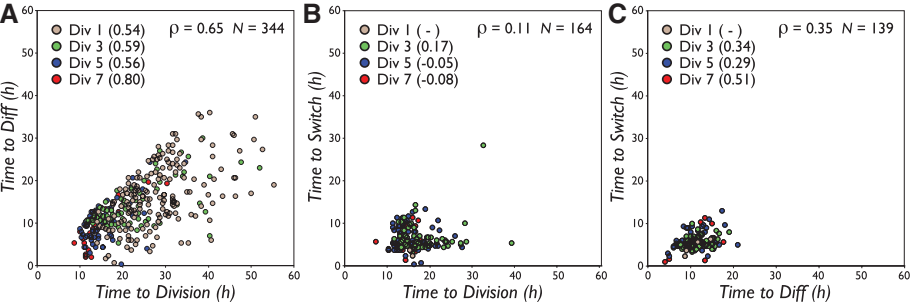 A
60
50
40
30
20
10
0
Time to Diff (h)
Div 1 (0.54)
Div 3 (0.59)
Div 5 (0.56)
Div 7 (0.80)
ρ = 0.65 N = 344
0 10 20 30 40 50 60
Time to Division (h)
B
60
50
40
30
20
10
0
Time to Switch (h)
Div 1 ( - )
Div 3 (0.17)
Div 5 (-0.05)
Div 7 (-0.08)
ρ = 0.11 N = 164
0 10 20 30 40 50 60
Time to Division (h)
C
60
50
40
30
20
10
0
Time to Switch (h)
Div 1 ( - )
Div 3 (0.34)
Div 5 (0.29)
Div 7 (0.51)
ρ = 0.35 N = 139
0 10 20 30 40 50 60
Time to Diff (h)